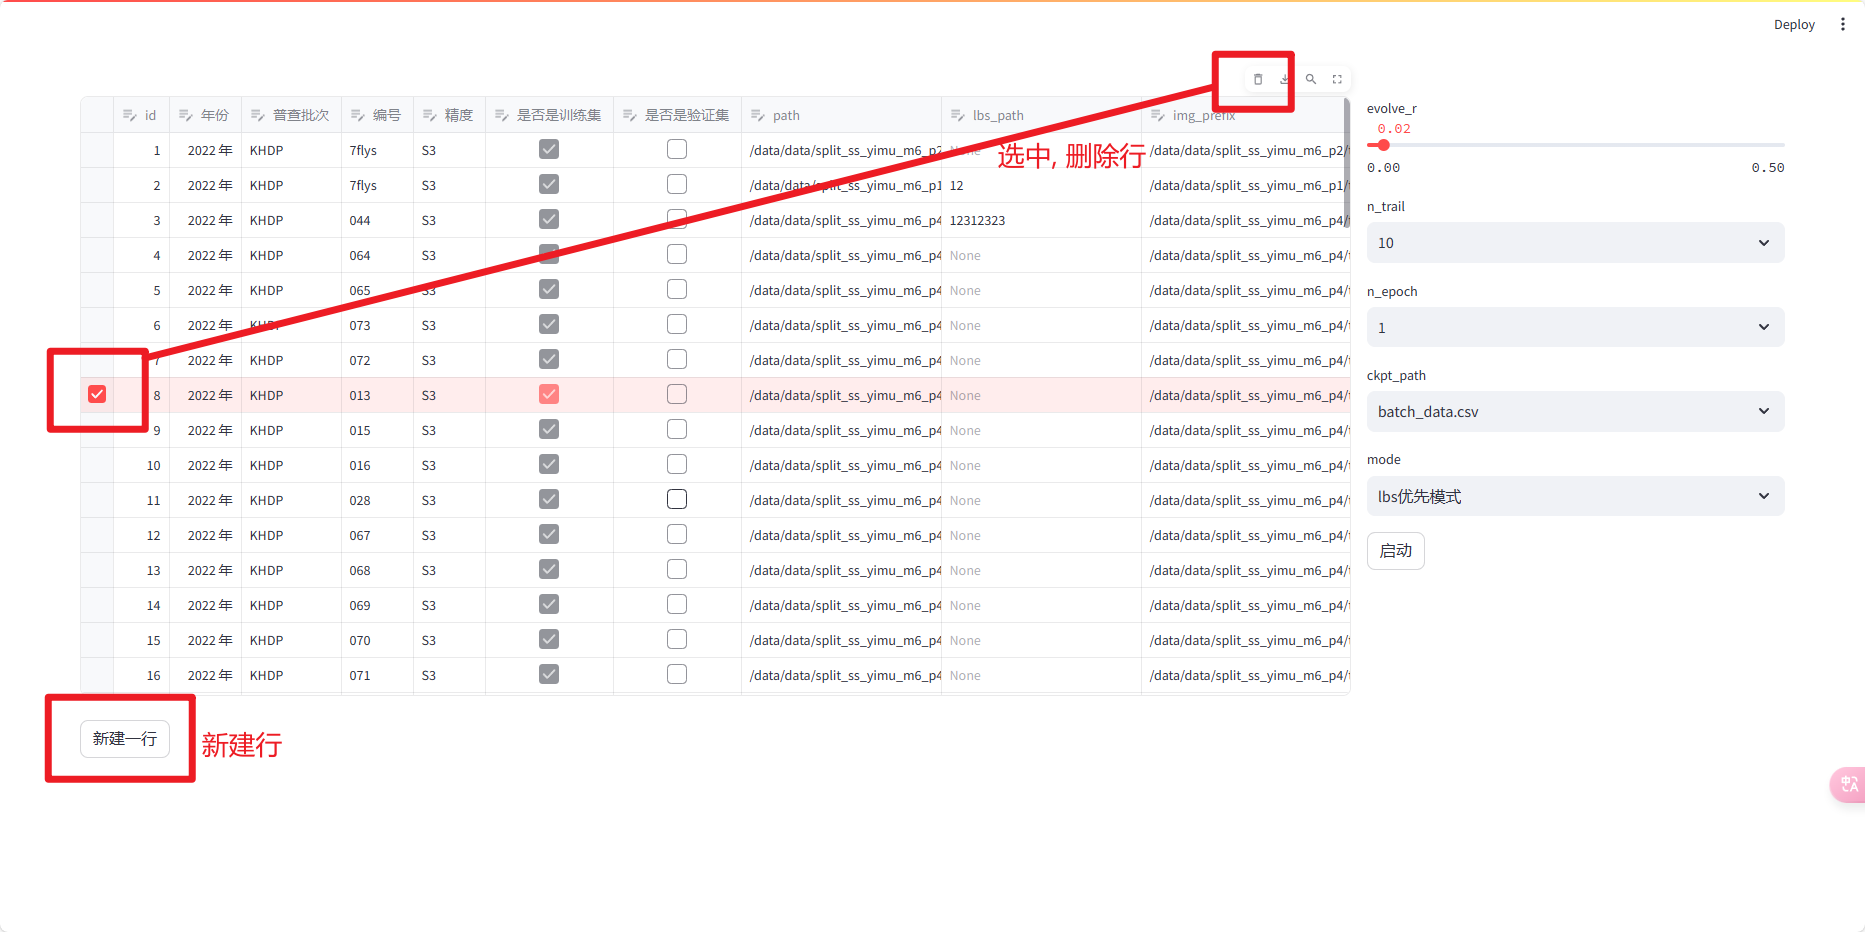 Deploy
id 年份 普查批次 编号 精度 是否是训练集 是否是验证集 path lbs_path img_prefix
1 2022年 KHDP 7flys S3 /data/data/split_ss_yimu_m6_p2 None /data/data/split_ss_yimu_m6_p2/
2 2022年 KHDP 7flys S3 /data/data/split_ss_yimu_m6_p1 12 /data/data/split_ss_yimu_m6_p1/
3 2022年 KHDP 044 S3 /data/data/split_ss_yimu_m6_p4 12312323 /data/data/split_ss_yimu_m6_p4/
4 2022年 KHDP 064 S3 /data/data/split_ss_yimu_m6_p4 None /data/data/split_ss_yimu_m6_p4/
5 2022年 KHDP 065 S3 /data/data/split_ss_yimu_m6_p4 None /data/data/split_ss_yimu_m6_p4/
6 2022年 KHDP 073 S3 /data/data/split_ss_yimu_m6_p4 None /data/data/split_ss_yimu_m6_p4/
7 2022年 KHDP 072 S3 /data/data/split_ss_yimu_m6_p4 None /data/data/split_ss_yimu_m6_p4/
8 2022年 KHDP 013 S3 /data/data/split_ss_yimu_m6_p4 None /data/data/split_ss_yimu_m6_p4/
9 2022年 KHDP 015 S3 /data/data/split_ss_yimu_m6_p4 None /data/data/split_ss_yimu_m6_p4/
10 2022年 KHDP 016 S3 /data/data/split_ss_yimu_m6_p4 None /data/data/split_ss_yimu_m6_p4/
11 2022年 KHDP 028 S3 /data/data/split_ss_yimu_m6_p4 None /data/data/split_ss_yimu_m6_p4/
12 2022年 KHDP 067 S3 /data/data/split_ss_yimu_m6_p4 None /data/data/split_ss_yimu_m6_p4/
13 2022年 KHDP 068 S3 /data/data/split_ss_yimu_m6_p4 None /data/data/split_ss_yimu_m6_p4/
14 2022年 KHDP 069 S3 /data/data/split_ss_yimu_m6_p4 None /data/data/split_ss_yimu_m6_p4/
15 2022年 KHDP 070 S3 /data/data/split_ss_yimu_m6_p4 None /data/data/split_ss_yimu_m6_p4/
16 2022年 KHDP 071 S3 /data/data/split_ss_yimu_m6_p4 None /data/data/split_ss_yimu_m6_p4/
选中, 删除行
新建一行
新建行
evolve_r
0.02
0.00 0.50
n_trail
10
n_epoch
1
ckpt_path
batch_data.csv
mode
lbs优先模式
启动